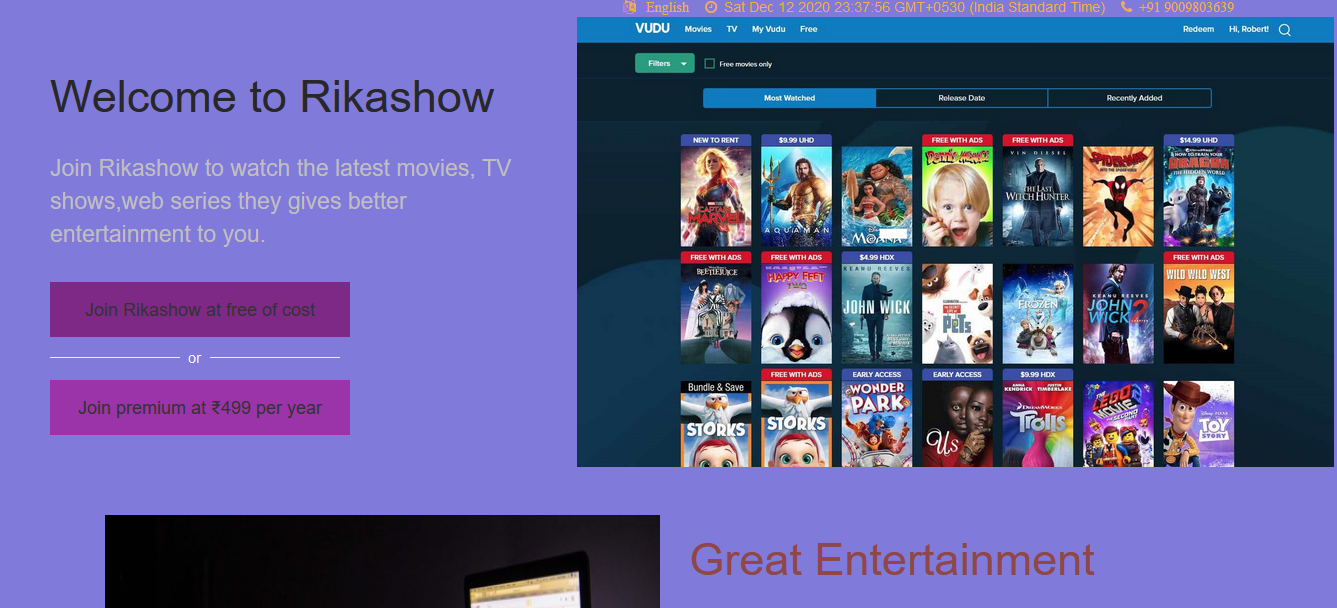 English Sat Dec 12 2020 23:37:56 GMT+0530 (India Standard Time) +91 9009803639
VUDU Movies TV My Vudu Free Redeem Hi, Robert!
Welcome to Rikashow
Join Rikashow to watch the latest movies, TV
shows,web series they gives better
entertainment to you.
Join Rikashow at free of cost
or
Join premium at ₹499 per year
Filters Free movies only
Most Watched Release Date Recently Added
NEW TO RENT $9.99 UHD FREE WITH ADS FREE WITH ADS $14.99 UHD
VIN DIESEL
THE LAST
WITCH HUNTER
SPIDER-MAN
HOW TO TRAIN YOUR
DRAGON
THE HIDDEN WORLD
CAPTAIN
MARVEL
AQUAMAN
MOANA
FREE WITH ADS FREE WITH ADS $4.99 HDX FREE WITH ADS
BEETLEJUICE
HAPPY FEET
TWO
KEANU REEVES
JOHN WICK
PETS
FROZEN
KEANU REEVES
JOHN
WICK 2
WILD WILD WEST
FREE WITH ADS EARLY ACCESS EARLY ACCESS $9.99 HDX
Bundle & Save
STORKS
STORKS
WONDER
PARK
Us
ANNA KENDRICK JUSTIN TIMBERLAKE
DREAMWORKS
Trolls
THE LEGO
MOVIE
DISNEY PIXAR
TOY
STORY
Great Entertainment